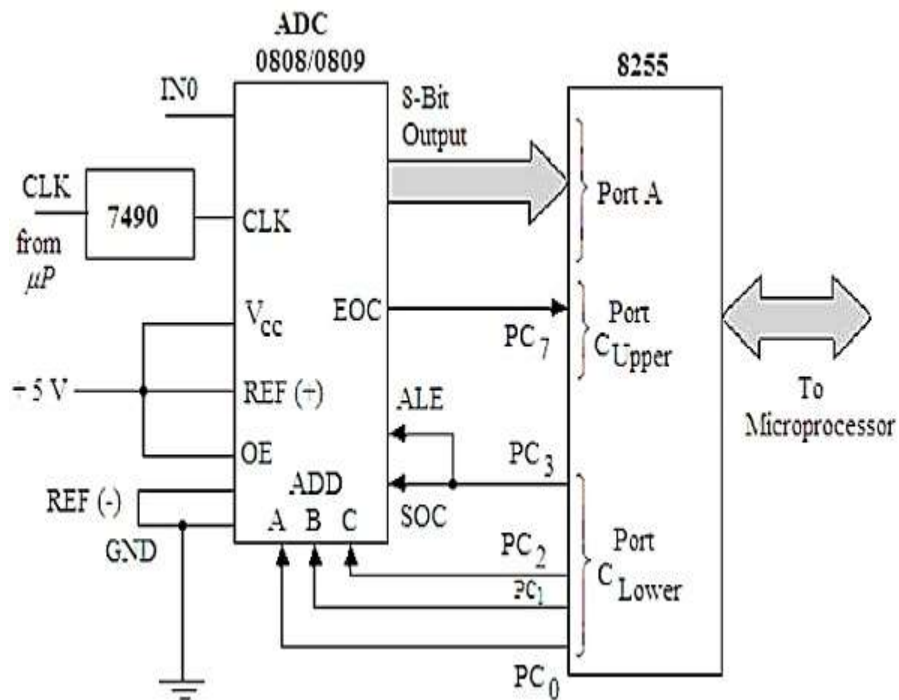 ADC
0808/0809
8255
IN0
8-Bit
Output
CLK
7490
CLK
from
μP
Port A
EOC
PC7
Port
CUpper
VCC
+ 5 V
REF (+)
ALE
To
Microprocessor
OE
PC3
SOC
REF (-)
GND
ADD
A B C
PC2
PC1
Port
CLower
PC0